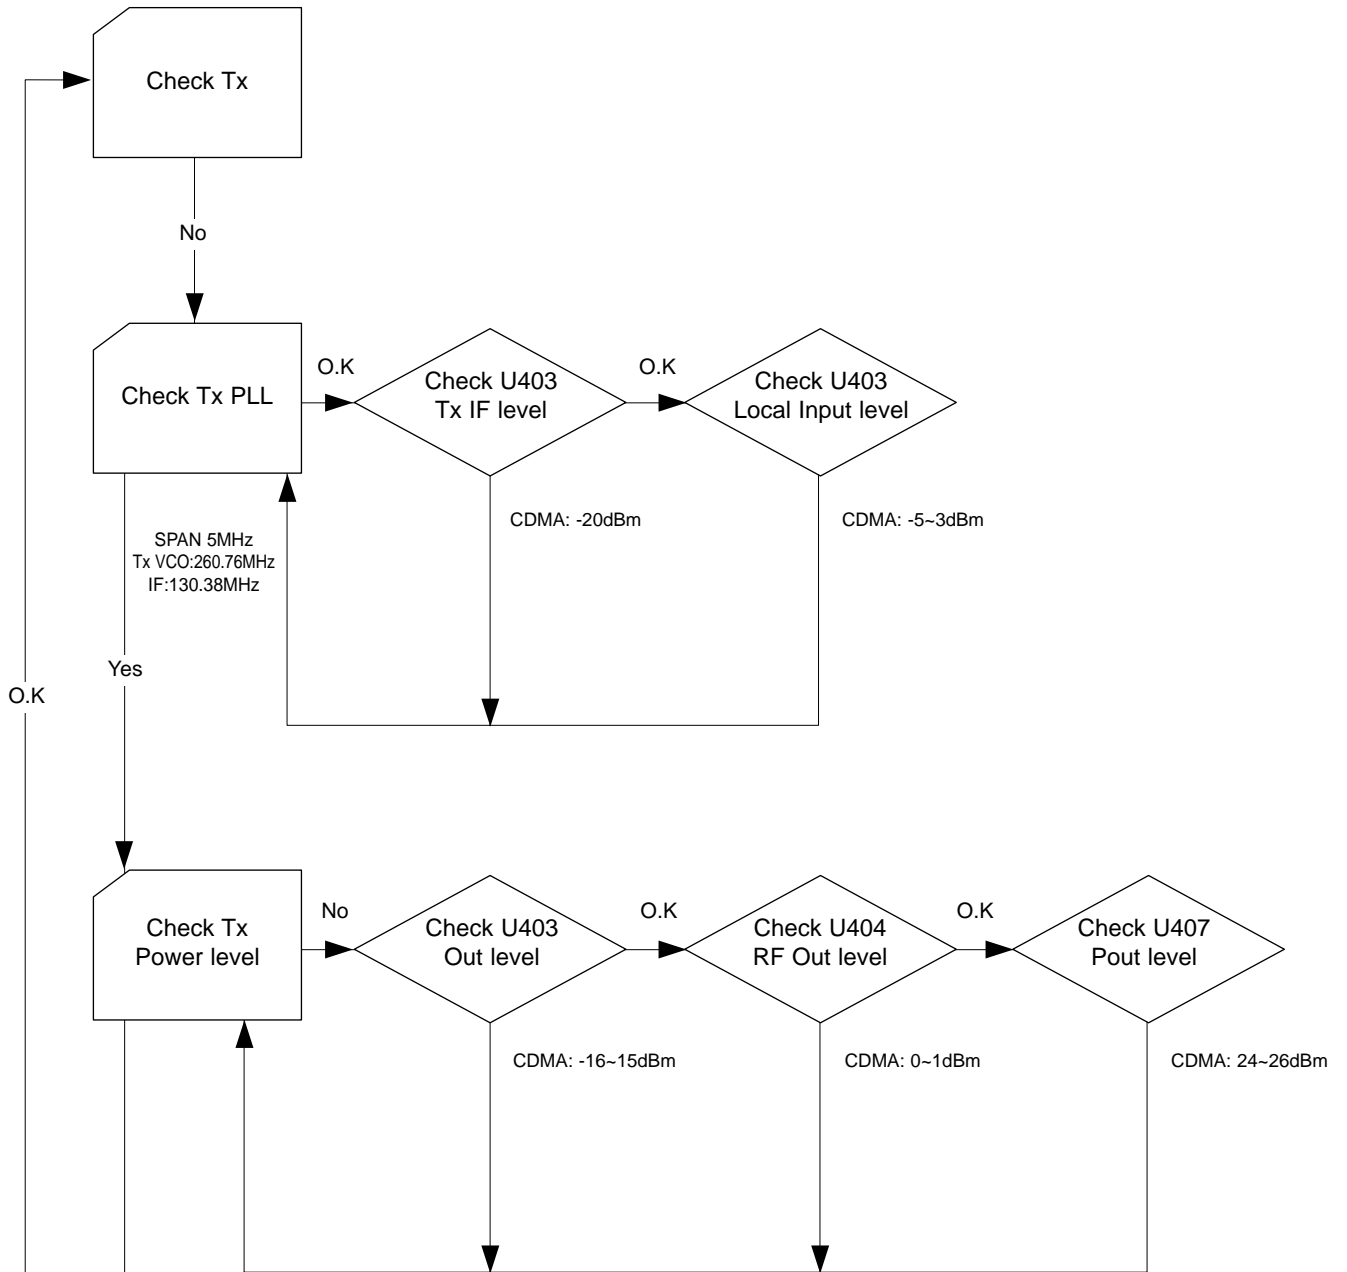 Check Tx
No
Check Tx PLL
O.K
Check U403
Tx IF level
O.K
Check U403
Local Input level
CDMA: -20dBm
CDMA: -5~3dBm
SPAN 5MHz
Tx VCO:260.76MHz
IF:130.38MHz
Yes
O.K
Check Tx
Power level
No
Check U403
Out level
O.K
Check U404
RF Out level
O.K
Check U407
Pout level
CDMA: -16~15dBm
CDMA: 0~1dBm
CDMA: 24~26dBm